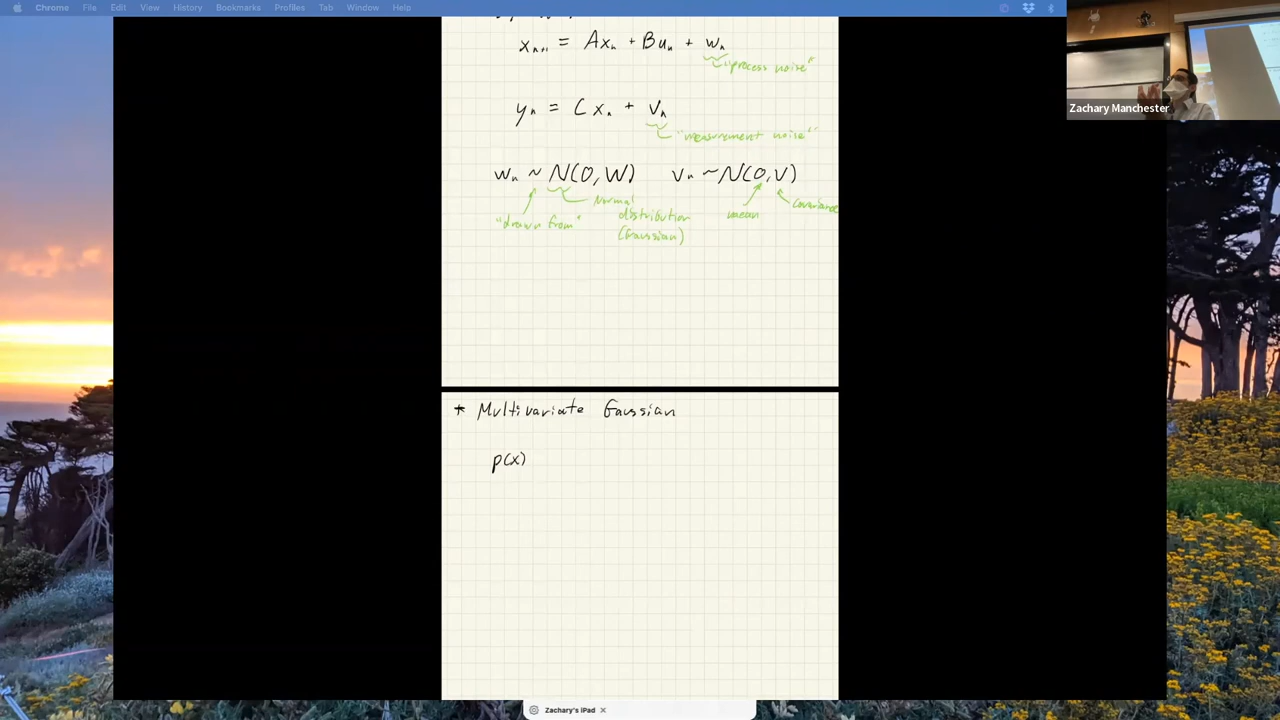 Chrome File Edit View History Bookmarks Profiles Tab Window Help
xₙ₊₁ = Axₙ + Buₙ + wₙ
"process noise"
yₙ = Cxₙ + vₙ
"measurement noise"
wₙ ~ N(0, W) vₙ ~ N(0, V)
"drawn from" Normal distribution (Gaussian) mean Covariance
* Multivariate Gaussian
p(x)
Zachary Manchester
Zachary's iPad